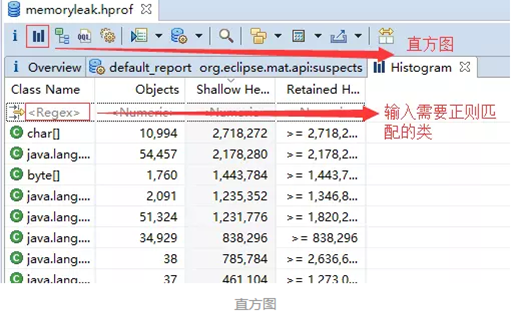 memoryleak.hprof
i OQL 直方图
i Overview default_report org.eclipse.mat.api:suspects Histogram
Class Name Objects Shallow He... Retained H...
<Regex> <Numeric> <Numeric> <Numeric> 输入需要正则匹
配的类
char[] 10,994 2,718,272 >= 2,718,2...
java.lang.... 54,457 2,178,280 >= 2,178,2...
byte[] 1,760 1,443,784 >= 1,443,7...
java.lang.... 2,091 1,235,352 >= 1,346,8...
java.lang.... 51,324 1,231,776 >= 1,820,2...
java.lang.... 34,929 838,296 >= 838,296
java.lang.... 38 785,784 >= 2,636,6...
java.lang.... 37 461,104 >= 1,273,0...
直方图